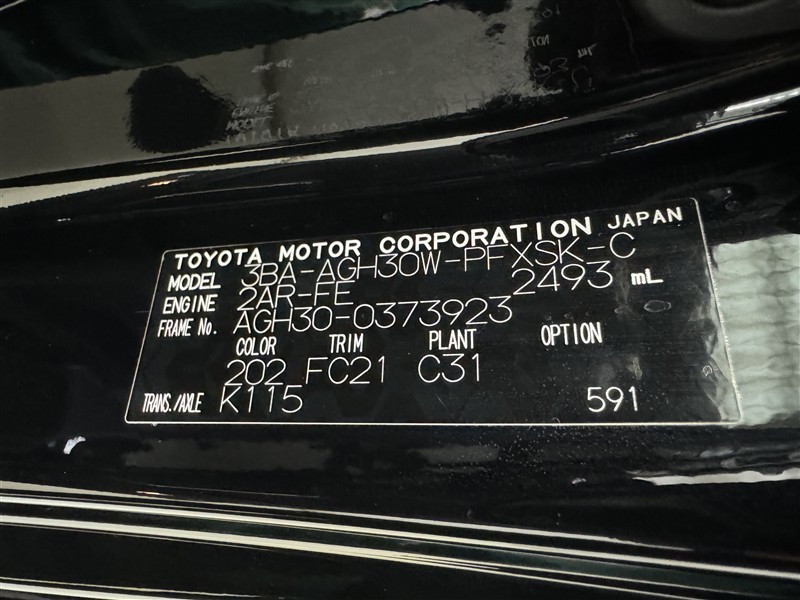 TOYOTA MOTOR CORPORATION JAPAN
MODEL 3BA-AGH30W-PFXSK-C
ENGINE 2AR-FE 2493 mL
FRAME No. AGH30-0373923
COLOR TRIM PLANT OPTION
202 FC21 C31
TRANS./AXLE K115 591